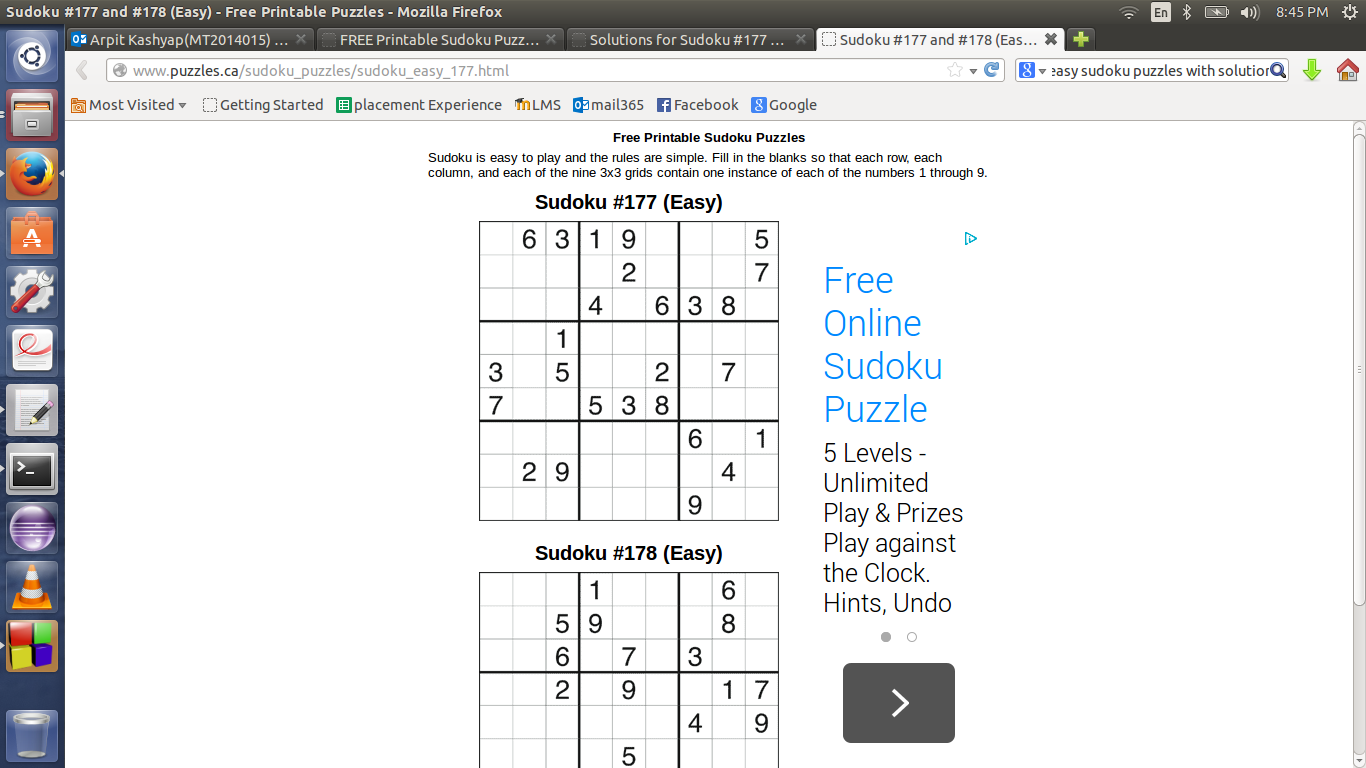 Sudoku #177 and #178 (Easy) - Free Printable Puzzles - Mozilla Firefox En 8:45 PM
Arpit Kashyap(MT2014015) ... FREE Printable Sudoku Puzz... Solutions for Sudoku #177 ... Sudoku #177 and #178 (Eas...
www.puzzles.ca/sudoku_puzzles/sudoku_easy_177.html easy sudoku puzzles with solution
Most Visited Getting Started placement Experience LMS mail365 Facebook Google
Free Printable Sudoku Puzzles
Sudoku is easy to play and the rules are simple. Fill in the blanks so that each row, each
column, and each of the nine 3x3 grids contain one instance of each of the numbers 1 through 9.
Sudoku #177 (Easy)
6 3 1 9 5
2 7
4 6 3 8
1
3 5 2 7
7 5 3 8
6 1
2 9 4
9
Sudoku #178 (Easy)
1 6
5 9 8
6 7 3
2 9 1 7
4 9
5
Free
Online
Sudoku
Puzzle
5 Levels -
Unlimited
Play & Prizes
Play against
the Clock.
Hints, Undo